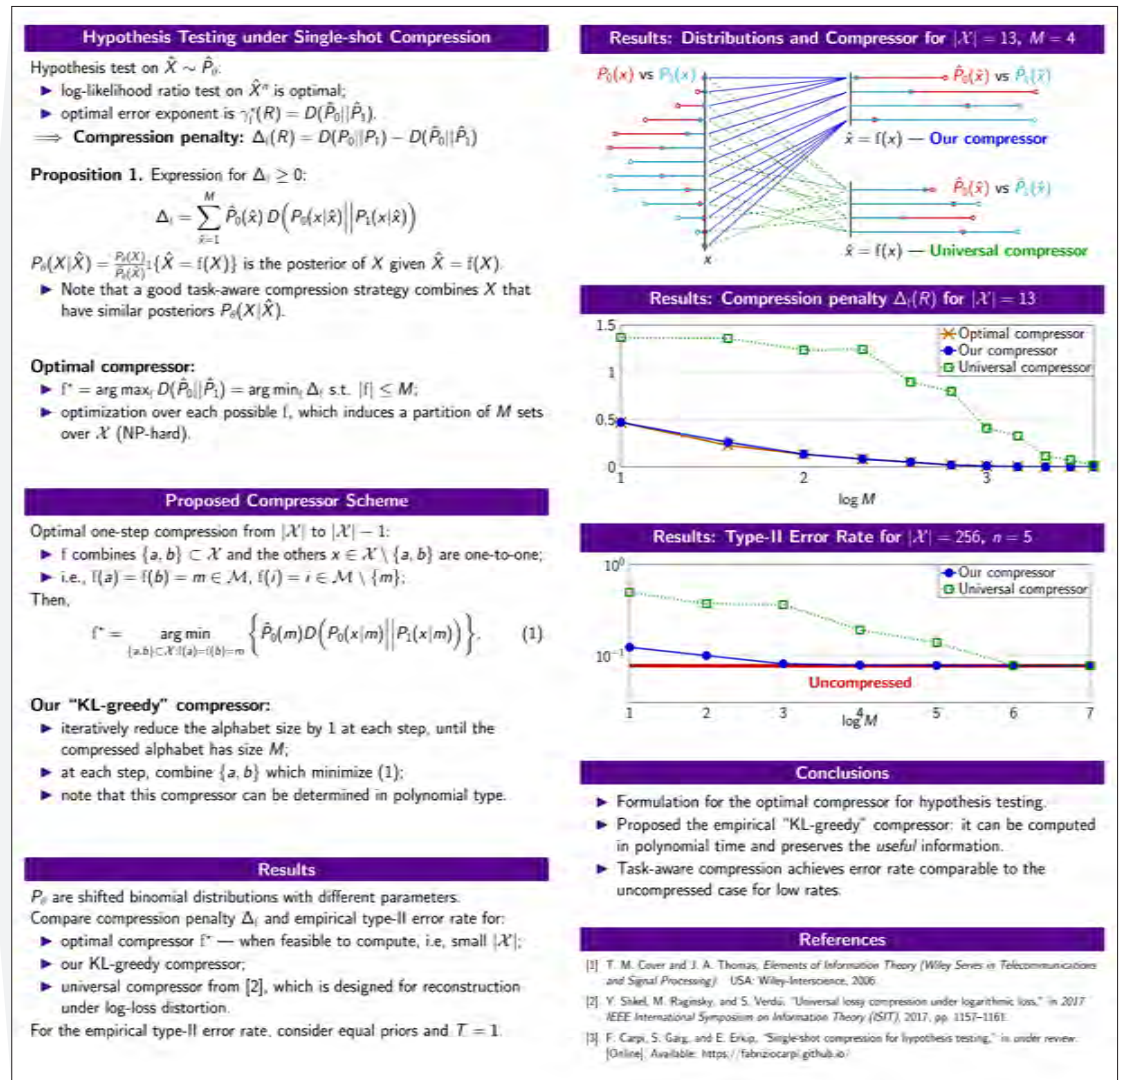 Hypothesis Testing under Single-shot Compression
Hypothesis test on X̂ ∼ P̂_θ:
▶ log-likelihood ratio test on X̂ⁿ is optimal;
▶ optimal error exponent is γ_f*(R) = D(P̂₀||P̂₁).
⟹ Compression penalty: Δ_f(R) = D(P₀||P₁) − D(P̂₀||P̂₁)
Proposition 1. Expression for Δ_f ≥ 0:
Δ_f = ∑_{x̂=1}^{M} P̂₀(x̂) D(P₀(x|x̂)||P₁(x|x̂))
P_θ(X|X̂) = P_θ(X)/P̂_θ(X̂) 𝟙{X̂ = f(X)} is the posterior of X given X̂ = f(X).
▶ Note that a good task-aware compression strategy combines X that
have similar posteriors P_θ(X|X̂).
Optimal compressor:
▶ f* = arg max_f D(P̂₀||P̂₁) = arg min_f Δ_f s.t. |f| ≤ M;
▶ optimization over each possible f, which induces a partition of M sets
over 𝒳 (NP-hard).
Proposed Compressor Scheme
Optimal one-step compression from |𝒳| to |𝒳| − 1:
▶ f combines {a, b} ⊂ 𝒳 and the others x ∈ 𝒳 \ {a, b} are one-to-one;
▶ i.e., f(a) = f(b) = m ∈ ℳ, f(i) = i ∈ ℳ \ {m};
Then,
f* = arg min_{{a,b}⊂𝒳:f(a)=f(b)=m} {P̂₀(m)D(P₀(x|m)||P₁(x|m))}. (1)
Our "KL-greedy" compressor:
▶ iteratively reduce the alphabet size by 1 at each step, until the
compressed alphabet has size M;
▶ at each step, combine {a, b} which minimize (1);
▶ note that this compressor can be determined in polynomial type.
Results
P_θ are shifted binomial distributions with different parameters.
Compare compression penalty Δ_f and empirical type-II error rate for:
▶ optimal compressor f* — when feasible to compute, i.e, small |𝒳|;
▶ our KL-greedy compressor;
▶ universal compressor from [2], which is designed for reconstruction
under log-loss distortion.
For the empirical type-II error rate, consider equal priors and T = 1.
Results: Distributions and Compressor for |𝒳| = 13, M = 4
P₀(x) vs P₁(x)
P̂₀(x̂) vs P̂₁(x̂)
x̂ = f(x) — Our compressor
P̂₀(x̂) vs P̂₁(x̂)
x̂ = f(x) — Universal compressor
x
Results: Compression penalty Δ_f(R) for |𝒳| = 13
1.5
1
0.5
0
Optimal compressor
Our compressor
Universal compressor
1 2 3
log M
Results: Type-II Error Rate for |𝒳| = 256, n = 5
10⁰
10⁻¹
Our compressor
Universal compressor
Uncompressed
1 2 3 4 5 6 7
log M
Conclusions
▶ Formulation for the optimal compressor for hypothesis testing.
▶ Proposed the empirical "KL-greedy" compressor: it can be computed
in polynomial time and preserves the useful information.
▶ Task-aware compression achieves error rate comparable to the
uncompressed case for low rates.
References
[1] T. M. Cover and J. A. Thomas, Elements of Information Theory (Wiley Series in Telecommunications
and Signal Processing). USA: Wiley-Interscience, 2006.
[2] Y. Shkel, M. Raginsky, and S. Verdú, "Universal lossy compression under logarithmic loss," in 2017
IEEE International Symposium on Information Theory (ISIT), 2017, pp. 1157–1161.
[3] F. Carpi, S. Garg, and E. Erkip, "Single-shot compression for hypothesis testing," in under review.
[Online]. Available: https://fabriziocarpi.github.io/